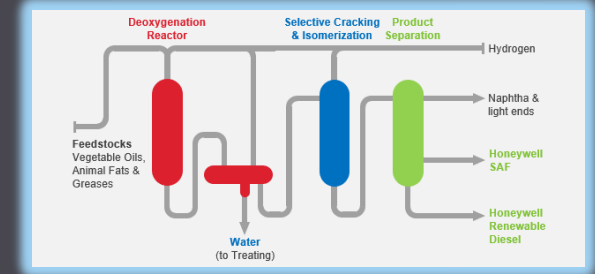 Deoxygenation
Reactor
Selective Cracking
& Isomerization
Product
Separation
Hydrogen
Naphtha &
light ends
Feedstocks
Vegetable Oils,
Animal Fats &
Greases
Honeywell
SAF
Honeywell
Renewable
Diesel
Water
(to Treating)